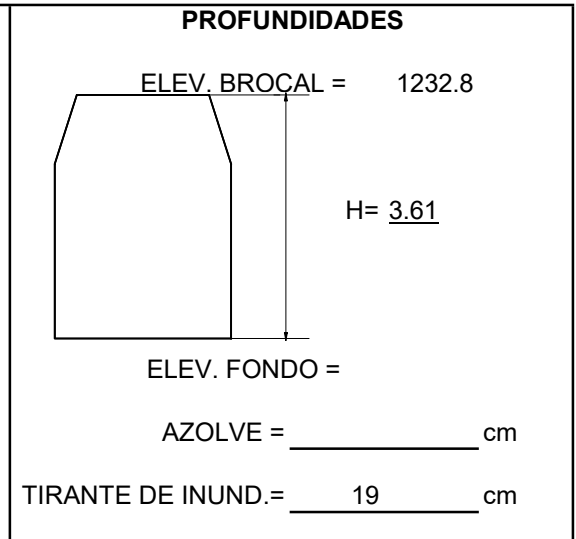 PROFUNDIDADES
ELEV. BROCAL = 1232.8
H= 3.61
ELEV. FONDO =
AZOLVE = cm
TIRANTE DE INUND.= 19 cm